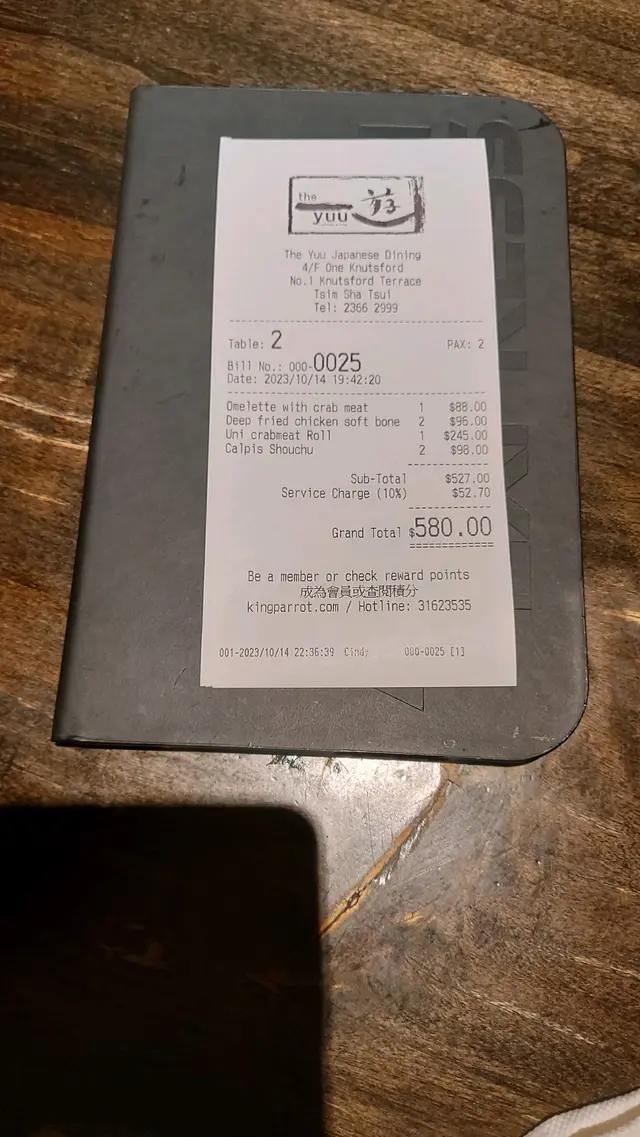 the
yuu
遊
The Yuu Japanese Dining
4/F One Knutsford
No.1 Knutsford Terrace
Tsim Sha Tsui
Tel: 2366 2999
Table: 2 PAX: 2
Bill No.: 000-0025
Date: 2023/10/14 19:42:20
Omelette with crab meat 1 $88.00
Deep fried chicken soft bone 2 $96.00
Uni crabmeat Roll 1 $245.00
Calpis Shouchu 2 $98.00
Sub-Total $527.00
Service Charge (10%) $52.70
Grand Total $580.00
Be a member or check reward points
成為會員或查閱積分
kingparrot.com / Hotline: 31623535
001-2023/10/14 22:36:39 Cindy 000-0025 [1]